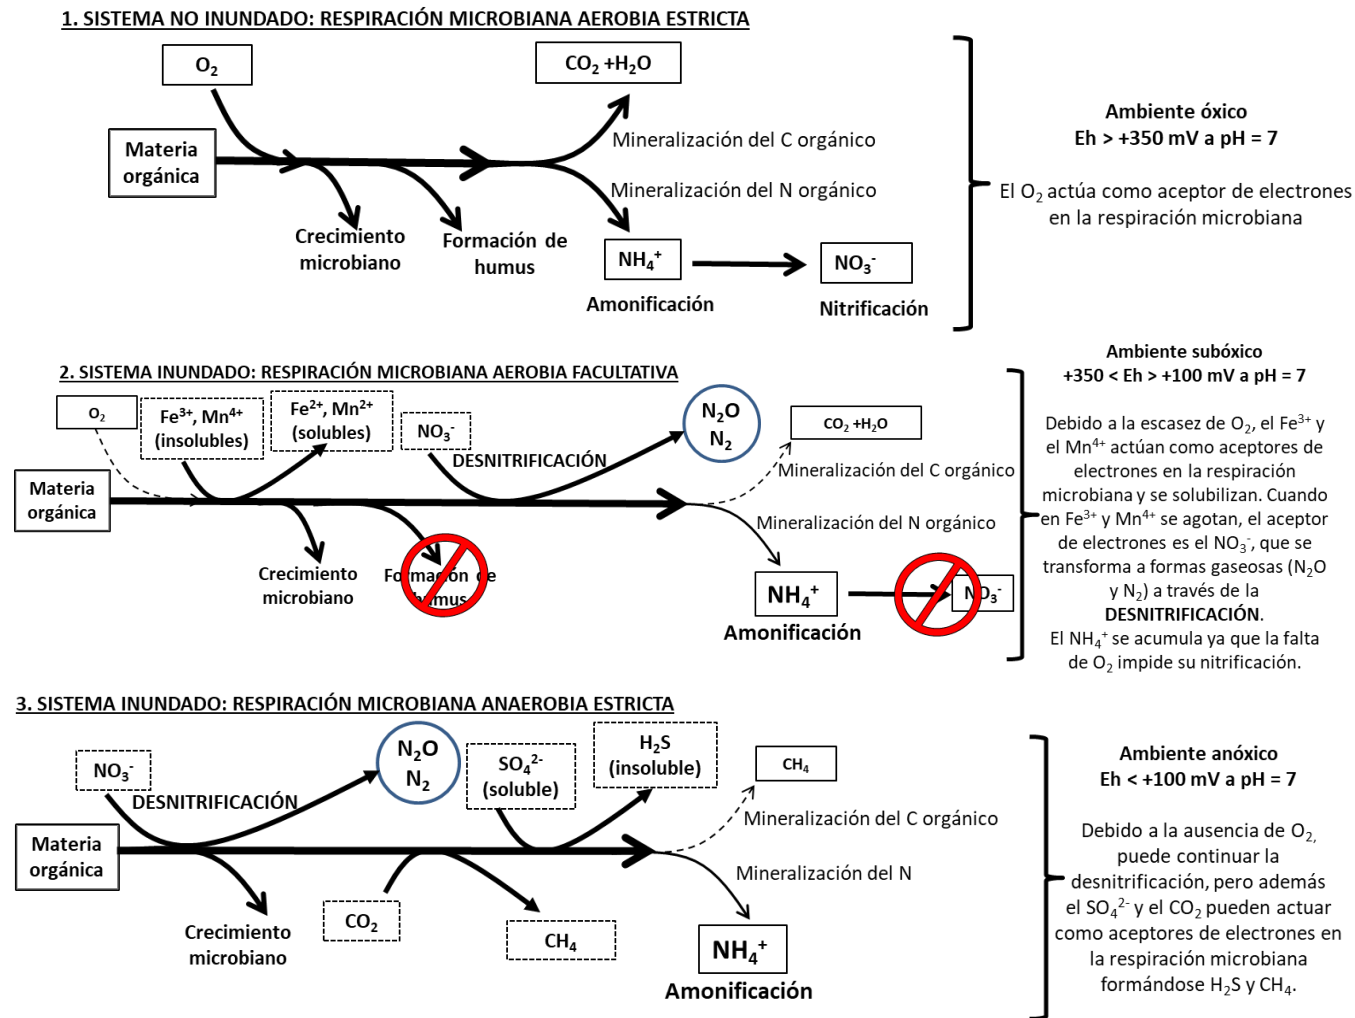 1. SISTEMA NO INUNDADO: RESPIRACIÓN MICROBIANA AEROBIA ESTRICTA
O₂
CO₂ +H₂O
Materia
orgánica
Mineralización del C orgánico
Mineralización del N orgánico
Crecimiento
microbiano
Formación de
humus
NH₄⁺
Amonificación
NO₃⁻
Nitrificación
Ambiente óxico
Eh > +350 mV a pH = 7
El O₂ actúa como aceptor de electrones
en la respiración microbiana
2. SISTEMA INUNDADO: RESPIRACIÓN MICROBIANA AEROBIA FACULTATIVA
O₂
Fe³⁺, Mn⁴⁺
(insolubles)
Fe²⁺, Mn²⁺
(solubles)
NO₃⁻
DESNITRIFICACIÓN
N₂O
N₂
CO₂ +H₂O
Materia
orgánica
Mineralización del C orgánico
Mineralización del N orgánico
Crecimiento
microbiano
Formación de
humus
NH₄⁺
Amonificación
NO₃⁻
Ambiente subóxico
+350 < Eh > +100 mV a pH = 7
Debido a la escasez de O₂, el Fe³⁺ y
el Mn⁴⁺ actúan como aceptores de
electrones en la respiración
microbiana y se solubilizan. Cuando
en Fe³⁺ y Mn⁴⁺ se agotan, el aceptor
de electrones es el NO₃⁻, que se
transforma a formas gaseosas (N₂O
y N₂) a través de la
DESNITRIFICACIÓN.
El NH₄⁺ se acumula ya que la falta
de O₂ impide su nitrificación.
3. SISTEMA INUNDADO: RESPIRACIÓN MICROBIANA ANAEROBIA ESTRICTA
NO₃⁻
DESNITRIFICACIÓN
N₂O
N₂
SO₄²⁻
(soluble)
H₂S
(insoluble)
CH₄
Materia
orgánica
Mineralización del C orgánico
Mineralización del N
Crecimiento
microbiano
CO₂
CH₄
NH₄⁺
Amonificación
Ambiente anóxico
Eh < +100 mV a pH = 7
Debido a la ausencia de O₂,
puede continuar la
desnitrificación, pero además
el SO₄²⁻ y el CO₂ pueden actuar
como aceptores de electrones en
la respiración microbiana
formándose H₂S y CH₄.